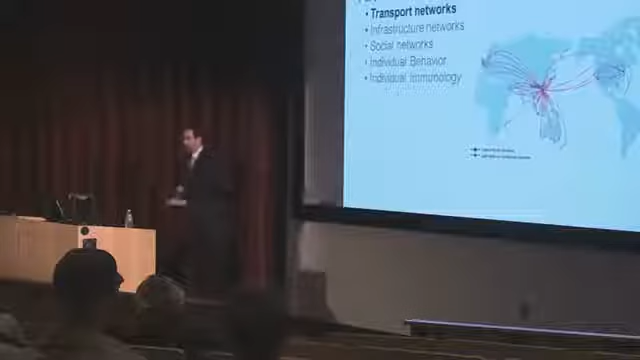 • Transport networks
• Infrastructure networks
• Social networks
• Individual Behavior
• Individual Immunology